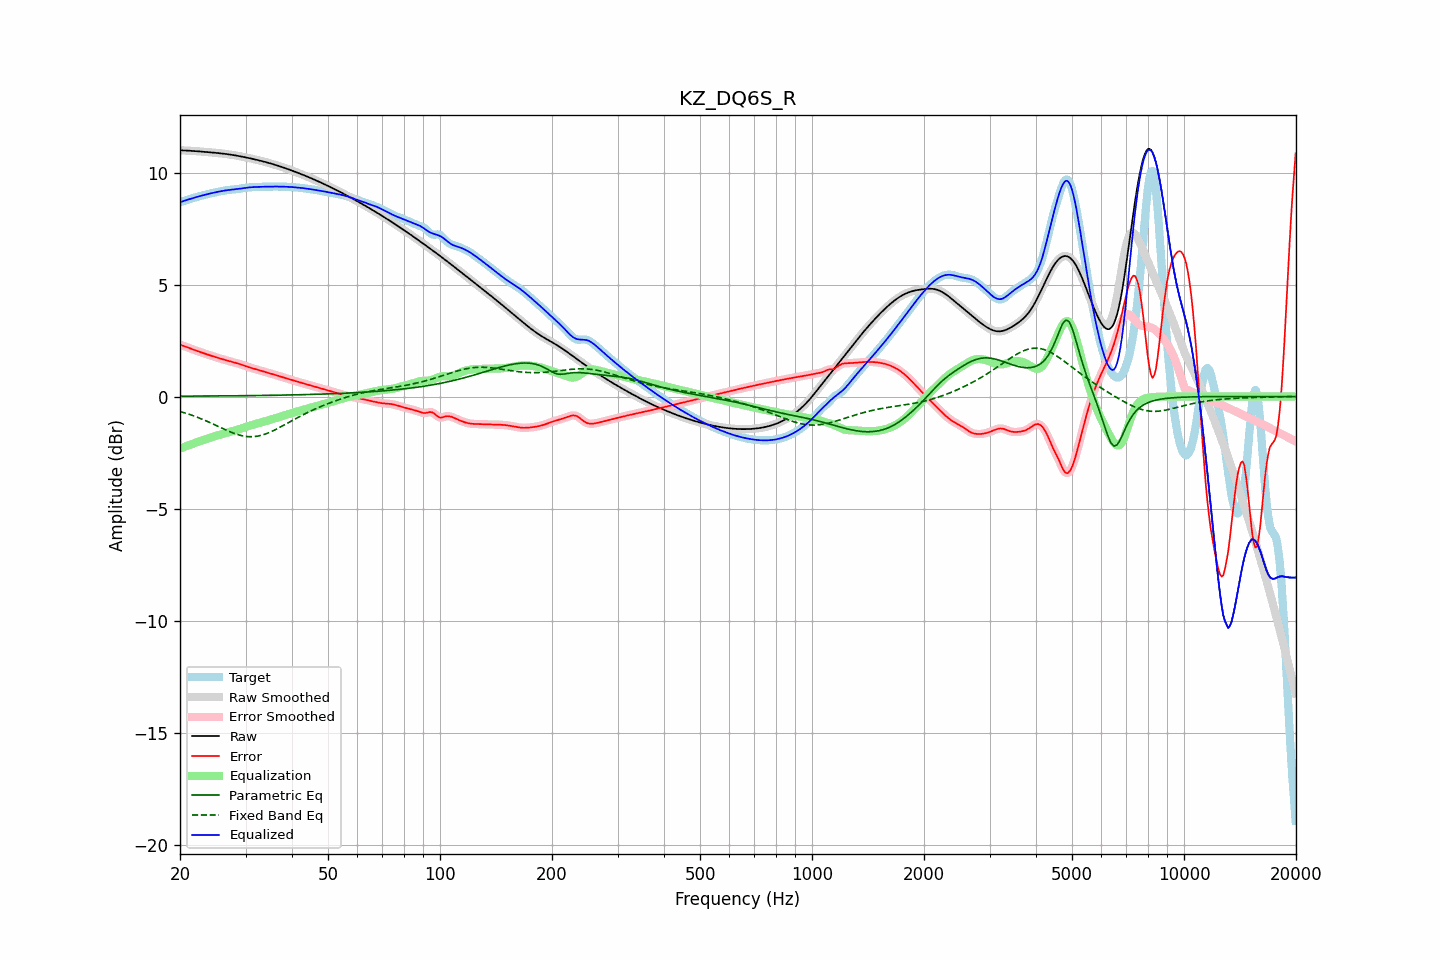 KZ_DQ6S_R
Amplitude (dBr)
10
5
0
−5
−10
−15
−20
Target
Raw Smoothed
Error Smoothed
Raw
Error
Equalization
Parametric Eq
Fixed Band Eq
Equalized
20 50 100 200 500 1000 2000 5000 10000 20000
Frequency (Hz)